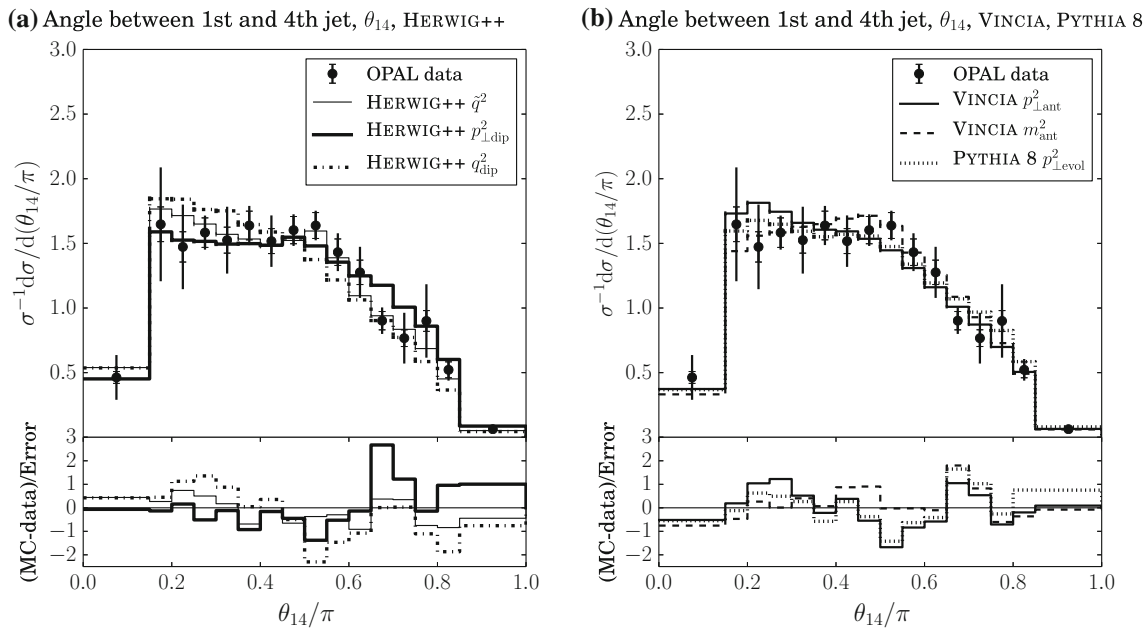 (a) Angle between 1st and 4th jet, θ₁₄, HERWIG++
3.0
2.5
2.0
1.5
1.0
0.5
σ⁻¹dσ/d(θ₁₄/π)
OPAL data
HERWIG++ q̃²
HERWIG++ p²⊥dip
HERWIG++ q²dip
3
2
1
0
−1
−2
(MC-data)/Error
0.0 0.2 0.4 0.6 0.8 1.0
θ₁₄/π
(b) Angle between 1st and 4th jet, θ₁₄, VINCIA, PYTHIA 8
3.0
2.5
2.0
1.5
1.0
0.5
σ⁻¹dσ/d(θ₁₄/π)
OPAL data
VINCIA p²⊥ant
VINCIA m²ant
PYTHIA 8 p²⊥evol
3
2
1
0
−1
−2
(MC-data)/Error
0.0 0.2 0.4 0.6 0.8 1.0
θ₁₄/π